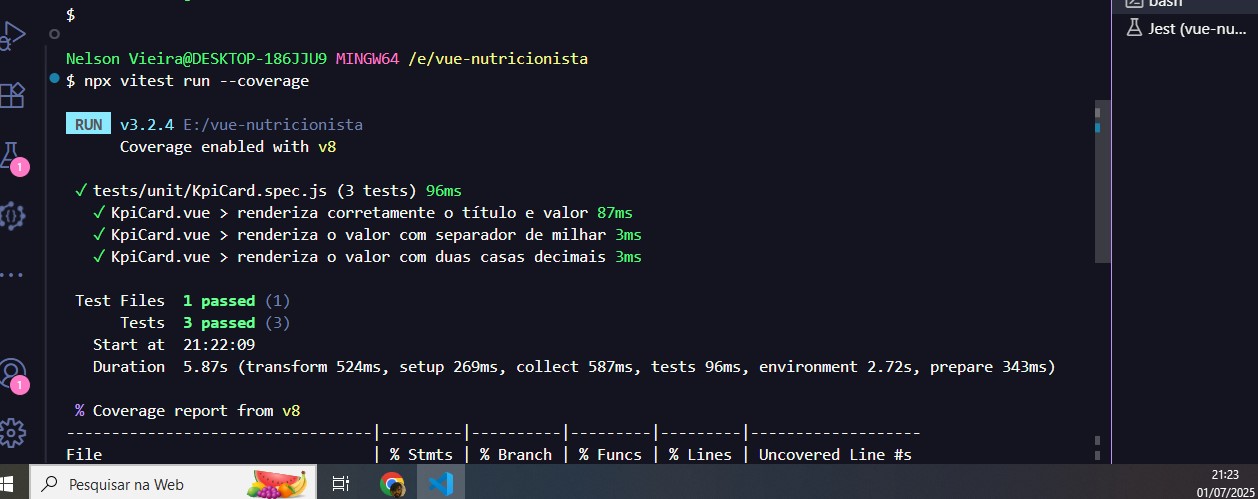 $
bash
Jest (vue-nu...
Nelson Vieira@DESKTOP-186JJU9 MINGW64 /e/vue-nutricionista
$ npx vitest run --coverage
RUN v3.2.4 E:/vue-nutricionista
Coverage enabled with v8
✓ tests/unit/KpiCard.spec.js (3 tests) 96ms
✓ KpiCard.vue > renderiza corretamente o título e valor 87ms
✓ KpiCard.vue > renderiza o valor com separador de milhar 3ms
✓ KpiCard.vue > renderiza o valor com duas casas decimais 3ms
Test Files 1 passed (1)
Tests 3 passed (3)
Start at 21:22:09
Duration 5.87s (transform 524ms, setup 269ms, collect 587ms, tests 96ms, environment 2.72s, prepare 343ms)
% Coverage report from v8
----------------------------------|---------|----------|---------|---------|-------------------
File | % Stmts | % Branch | % Funcs | % Lines | Uncovered Line #s
1
1
Pesquisar na Web
21:23
01/07/2025